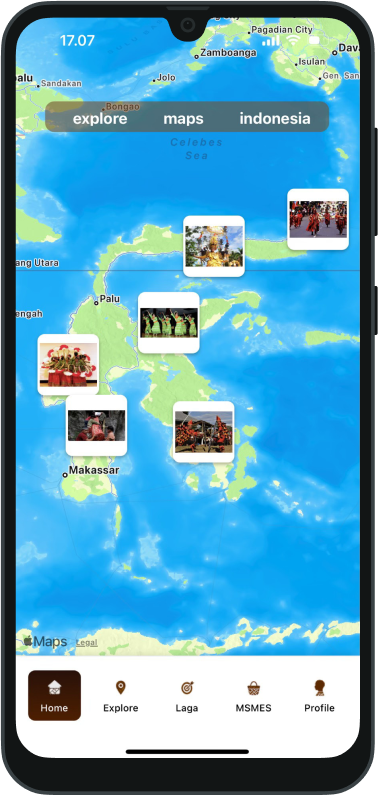 17.07
Pagadian City
Zamboanga
Dav
Isulan
Gen. San
alu
Sandakan
Jolo
Bongao
explore maps indonesia
Celebes
Sea
ang Utara
Palu
engah
Makassar
Maps Legal
Home Explore Laga MSMES Profile